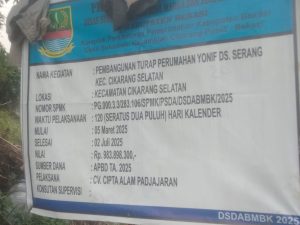 NAMA KEGIATAN : PEMBANGUNAN TURAP PERUMAHAN YONIF DS. SERANG
KEC. CIKARANG SELATAN
LOKASI : KECAMATAN CIKARANG SELATAN
NOMOR SPMK : PG.000.3.3/283.106/SPMK/PSDA/DSDABMBK/2025
WAKTU PELAKSANAAN : 120 (SERATUS DUA PULUH) HARI KALENDER
MULAI : 05 Maret 2025
SELESAI : 02 Juli 2025
NILAI : Rp. 983,898,300,-
SUMBER DANA : APBD TA. 2025
PELAKSANA : CV. CIPTA ALAM PADJAJARAN
KONSUTAN SUPERVISI :
DSDABMBK 2025